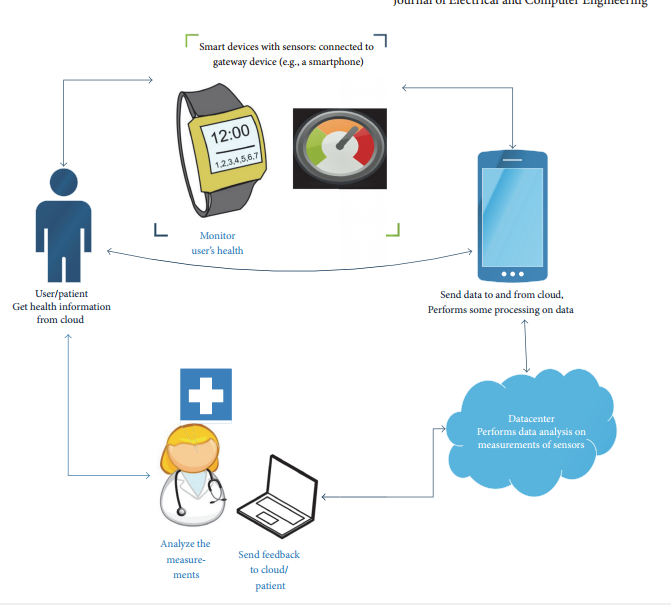 Journal of Electrical and Computer Engineering
Smart devices with sensors: connected to
gateway device (e.g., a smartphone)
12:00
1,2,3,4,5,6,7
Monitor
user's health
User/patient
Get health information
from cloud
Send data to and from cloud,
Performs some processing on data
Datacenter
Performs data analysis on
measurements of sensors
Analyze the
measure-
ments
Send feedback
to cloud/
patient